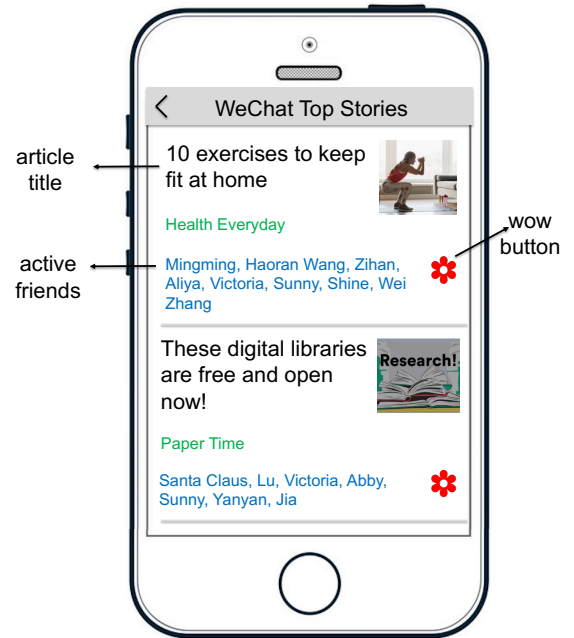 WeChat Top Stories
article
title
10 exercises to keep
fit at home
Health Everyday
wow
button
active
friends
Mingming, Haoran Wang, Zihan,
Aliya, Victoria, Sunny, Shine, Wei
Zhang
These digital libraries
are free and open
now!
Research!
Paper Time
Santa Claus, Lu, Victoria, Abby,
Sunny, Yanyan, Jia